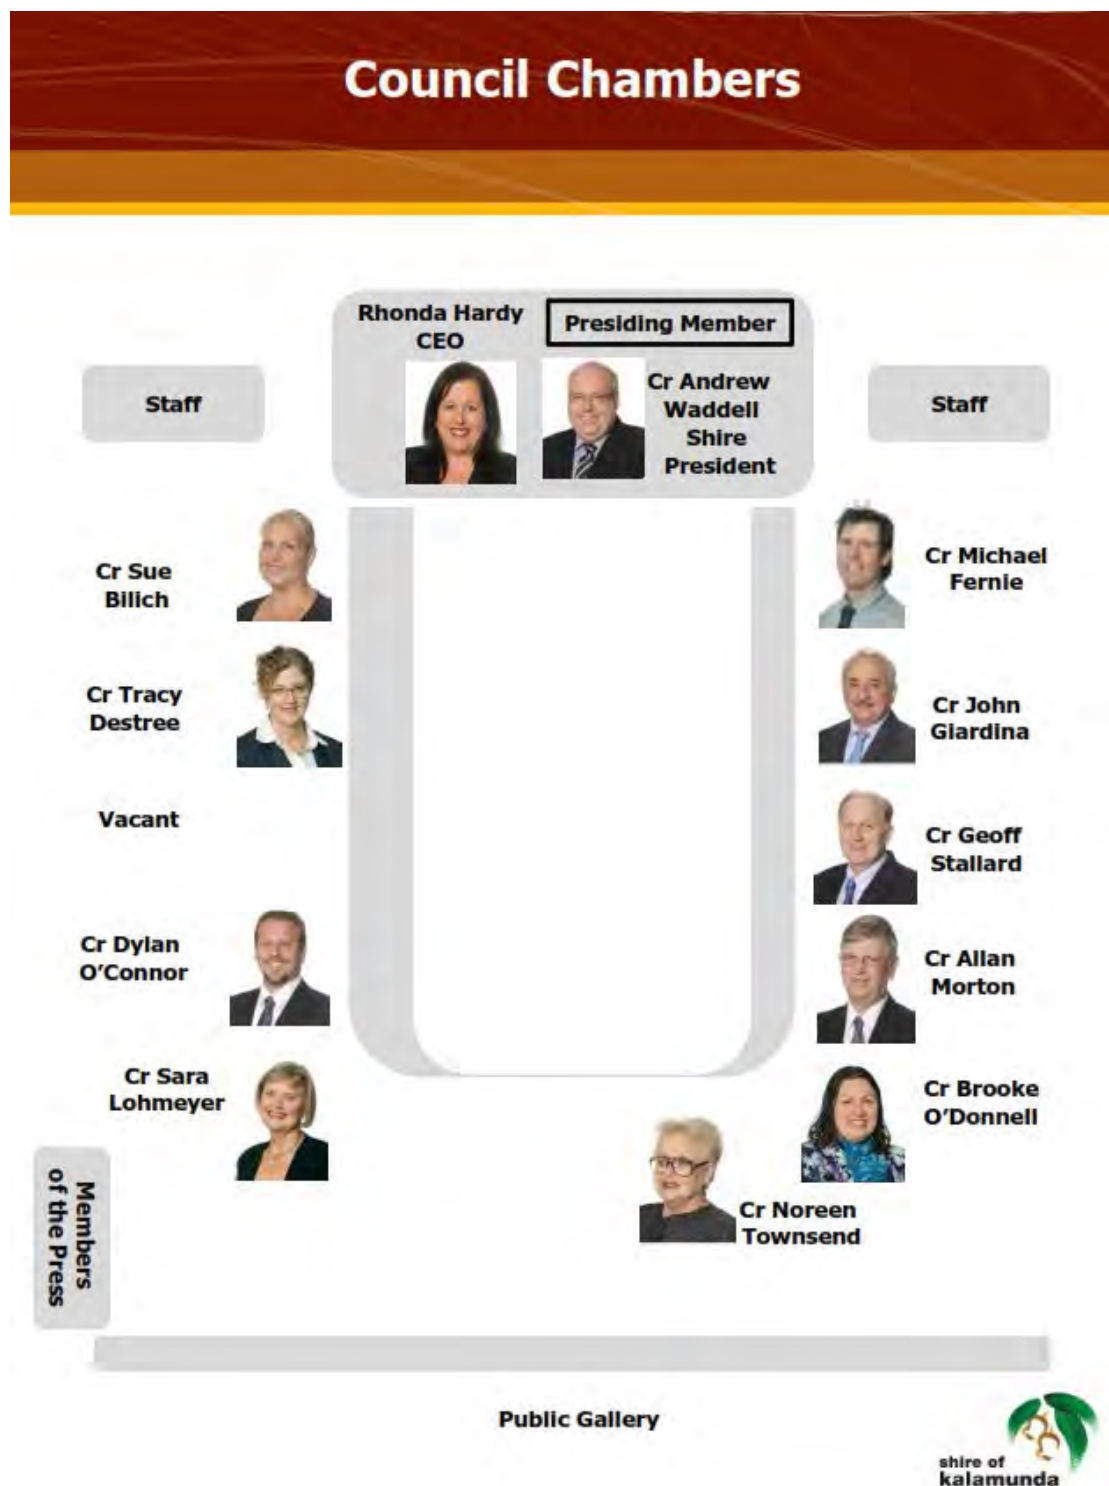 Council Chambers
Rhonda Hardy
CEO
Presiding Member
Cr Andrew
Waddell
Shire
President
Staff
Staff
Cr Sue
Bilich
Cr Michael
Fernie
Cr Tracy
Destree
Cr John
Giardina
Vacant
Cr Geoff
Stallard
Cr Dylan
O'Connor
Cr Allan
Morton
Cr Sara
Lohmeyer
Cr Brooke
O'Donnell
Cr Noreen
Townsend
Members
of the Press
Public Gallery
shire of
kalamunda